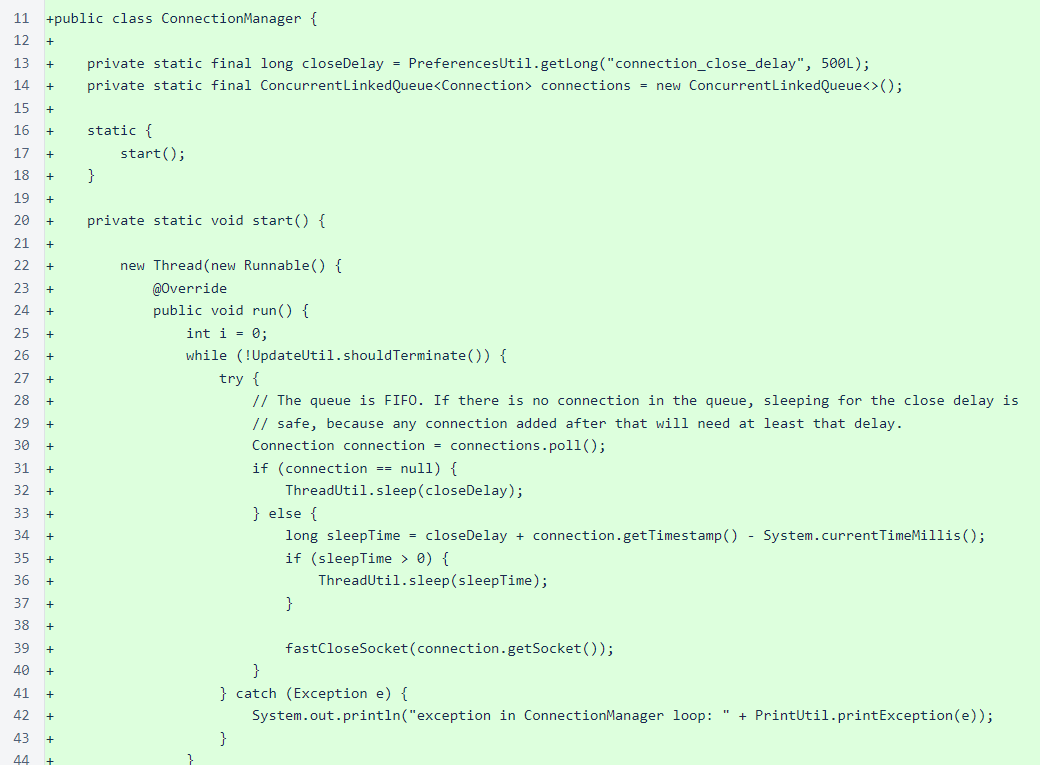 11 +public class ConnectionManager {
12 +
13 +    private static final long closeDelay = PreferencesUtil.getLong("connection_close_delay", 500L);
14 +    private static final ConcurrentLinkedQueue<Connection> connections = new ConcurrentLinkedQueue<>();
15 +
16 +    static {
17 +        start();
18 +    }
19 +
20 +    private static void start() {
21 +
22 +        new Thread(new Runnable() {
23 +            @Override
24 +            public void run() {
25 +                int i = 0;
26 +                while (!UpdateUtil.shouldTerminate()) {
27 +                    try {
28 +                        // The queue is FIFO. If there is no connection in the queue, sleeping for the close delay is
29 +                        // safe, because any connection added after that will need at least that delay.
30 +                        Connection connection = connections.poll();
31 +                        if (connection == null) {
32 +                            ThreadUtil.sleep(closeDelay);
33 +                        } else {
34 +                            long sleepTime = closeDelay + connection.getTimestamp() - System.currentTimeMillis();
35 +                            if (sleepTime > 0) {
36 +                                ThreadUtil.sleep(sleepTime);
37 +                            }
38 +
39 +                            fastCloseSocket(connection.getSocket());
40 +                        }
41 +                    } catch (Exception e) {
42 +                        System.out.println("exception in ConnectionManager loop: " + PrintUtil.printException(e));
43 +                    }
44 +                }